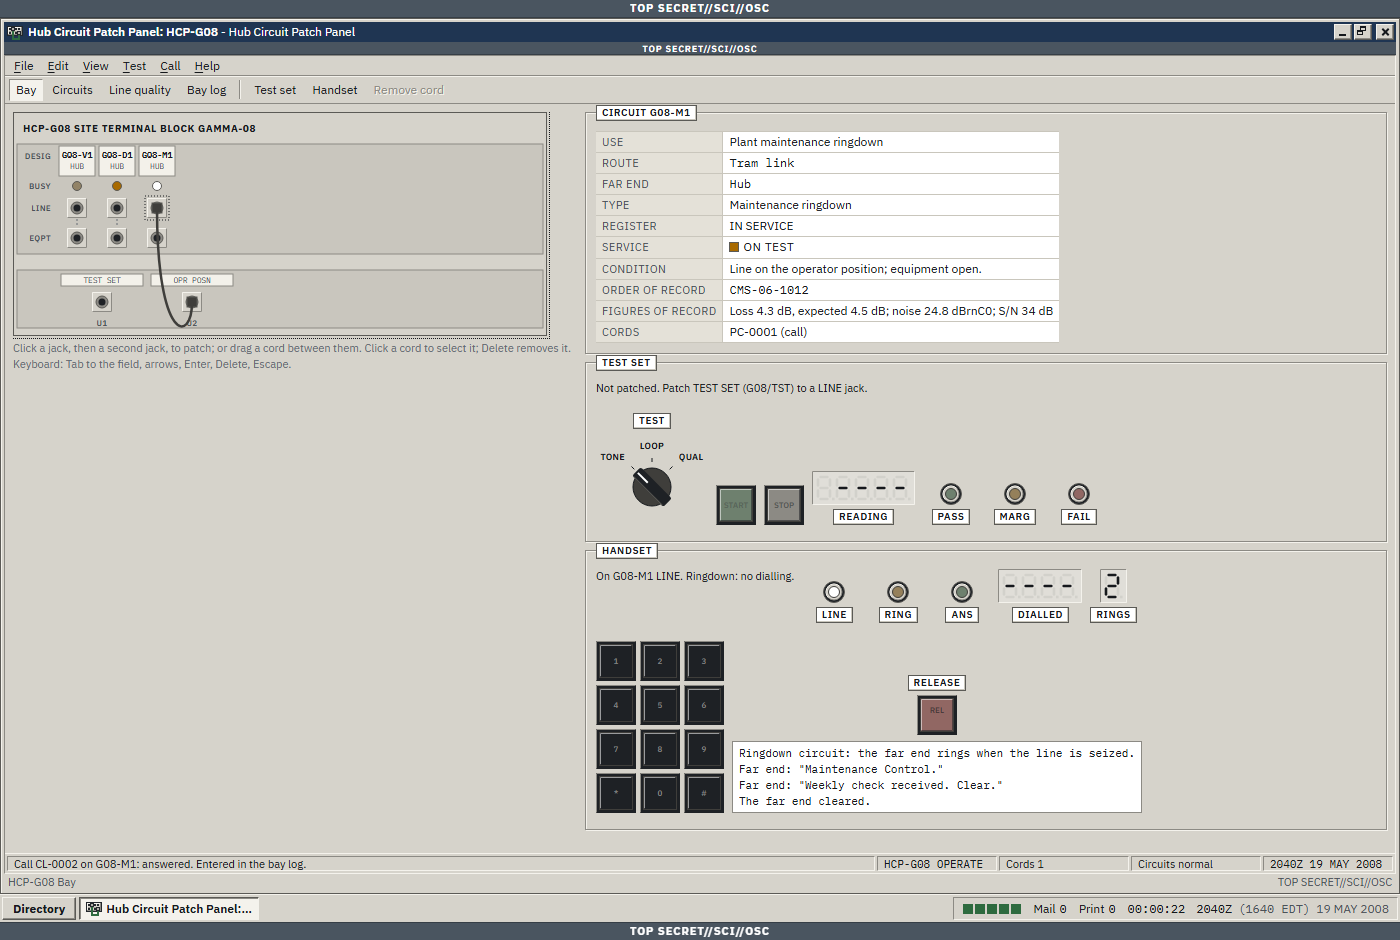 TOP SECRET//SCI//OSC
Hub Circuit Patch Panel: HCP-G08 - Hub Circuit Patch Panel
TOP SECRET//SCI//OSC
File Edit View Test Call Help
Bay Circuits Line quality Bay log Test set Handset Remove cord
HCP-G08 SITE TERMINAL BLOCK GAMMA-08
DESIG G08-V1 G08-D1 G08-M1
HUB HUB HUB
BUSY
LINE
EQPT
TEST SET OPR POSN
U1 U2
Click a jack, then a second jack, to patch; or drag a cord between them. Click a cord to select it; Delete removes it.
Keyboard: Tab to the field, arrows, Enter, Delete, Escape.
CIRCUIT G08-M1
USE Plant maintenance ringdown
ROUTE Tram link
FAR END Hub
TYPE Maintenance ringdown
REGISTER IN SERVICE
SERVICE ON TEST
CONDITION Line on the operator position; equipment open.
ORDER OF RECORD CMS-06-1012
FIGURES OF RECORD Loss 4.3 dB, expected 4.5 dB; noise 24.8 dBrnC0; S/N 34 dB
CORDS PC-0001 (call)
TEST SET
Not patched. Patch TEST SET (G08/TST) to a LINE jack.
TEST
LOOP
TONE QUAL
START STOP ----
READING PASS MARG FAIL
HANDSET
On G08-M1 LINE. Ringdown: no dialling.
---- 2
LINE RING ANS DIALLED RINGS
1 2 3
4 5 6
7 8 9
* 0 #
RELEASE
REL
Ringdown circuit: the far end rings when the line is seized.
Far end: "Maintenance Control."
Far end: "Weekly check received. Clear."
The far end cleared.
Call CL-0002 on G08-M1: answered. Entered in the bay log. HCP-G08 OPERATE Cords 1 Circuits normal 2040Z 19 MAY 2008
HCP-G08 Bay TOP SECRET//SCI//OSC
Directory Hub Circuit Patch Panel:... Mail 0 Print 0 00:00:22 2040Z (1640 EDT) 19 MAY 2008
TOP SECRET//SCI//OSC